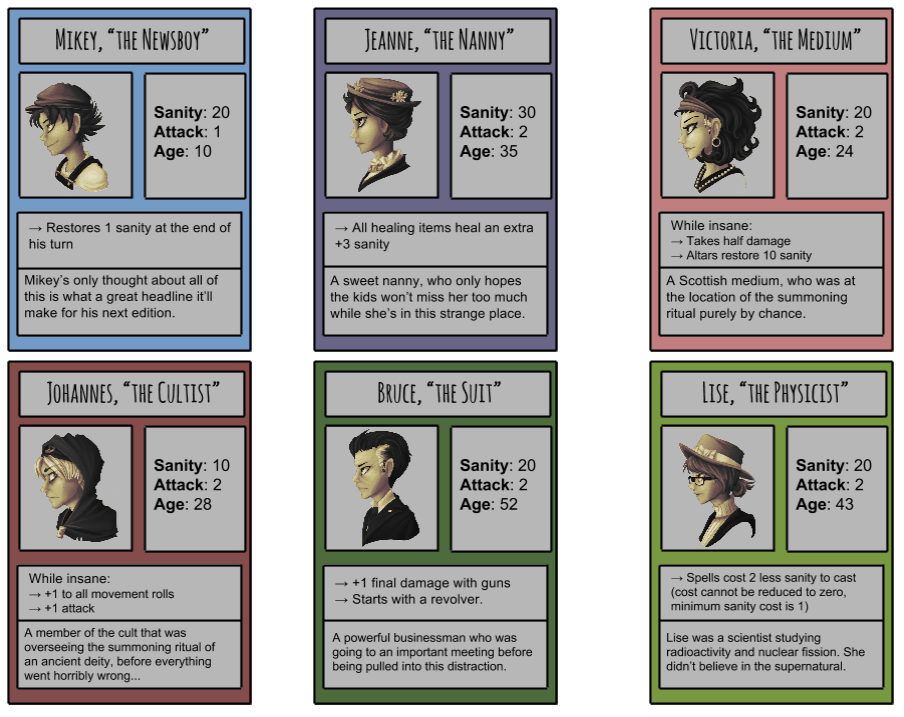 Mikey, “the Newsboy”
Sanity: 20
Attack: 1
Age: 10
→ Restores 1 sanity at the end of
his turn
Mikey’s only thought about all of
this is what a great headline it’ll
make for his next edition.
Jeanne, “the Nanny”
Sanity: 30
Attack: 2
Age: 35
→ All healing items heal an extra
+3 sanity
A sweet nanny, who only hopes
the kids won’t miss her too much
while she’s in this strange place.
Victoria, “the Medium”
Sanity: 20
Attack: 2
Age: 24
While insane:
→ Takes half damage
→ Altars restore 10 sanity
A Scottish medium, who was at
the location of the summoning
ritual purely by chance.
Johannes, “the Cultist”
Sanity: 10
Attack: 2
Age: 28
While insane:
→ +1 to all movement rolls
→ +1 attack
A member of the cult that was
overseeing the summoning ritual of
an ancient deity, before everything
went horribly wrong...
Bruce, “the Suit”
Sanity: 20
Attack: 2
Age: 52
→ +1 final damage with guns
→ Starts with a revolver.
A powerful businessman who was
going to an important meeting before
being pulled into this distraction.
Lise, “the Physicist”
Sanity: 20
Attack: 2
Age: 43
→ Spells cost 2 less sanity to cast
(cost cannot be reduced to zero,
minimum sanity cost is 1)
Lise was a scientist studying
radioactivity and nuclear fission. She
didn’t believe in the supernatural.